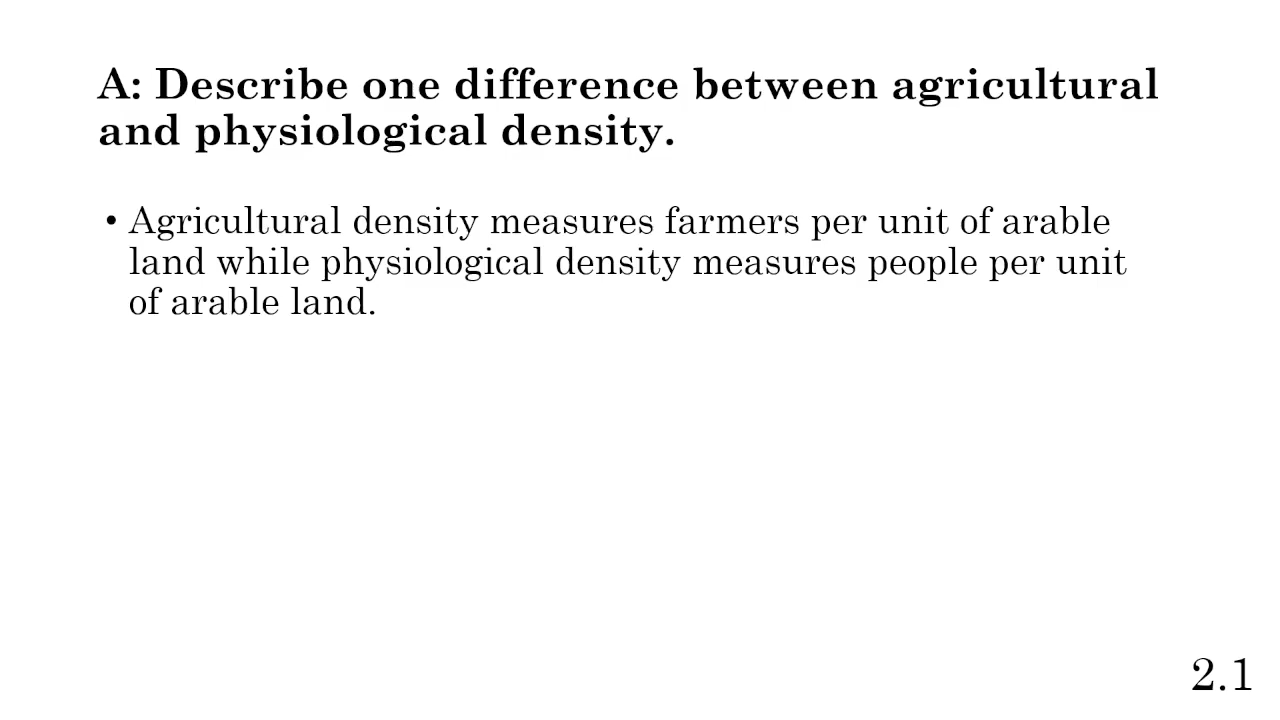 A: Describe one difference between agricultural
and physiological density.
• Agricultural density measures farmers per unit of arable
land while physiological density measures people per unit
of arable land.
2.1